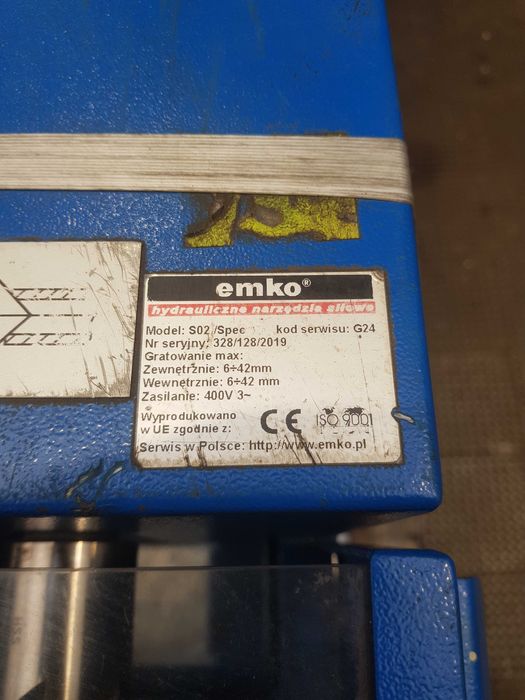 emko®
hydrauliczne narzędzia siłowe
Model: S02 /Spec kod serwisu: G24
Nr seryjny: 328/128/2019
Gratowanie max:
Zewnętrznie: 6÷42mm
Wewnętrznie: 6÷42 mm
Zasilanie: 400V 3~
Wyprodukowano
w UE zgodnie z: CE ISO 9001
Serwis w Polsce: http://www.emko.pl